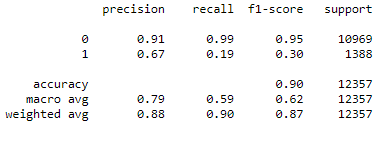 precision recall f1-score support
0 0.91 0.99 0.95 10969
1 0.67 0.19 0.30 1388
accuracy 0.90 12357
macro avg 0.79 0.59 0.62 12357
weighted avg 0.88 0.90 0.87 12357